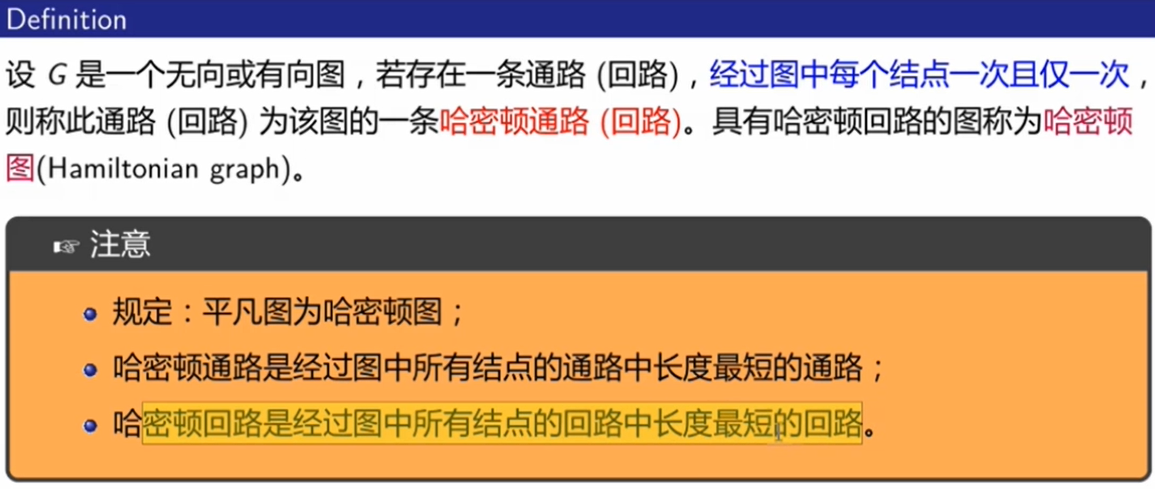 Definition
设 G 是一个无向或有向图，若存在一条通路 (回路)，经过图中每个结点一次且仅一次，
则称此通路 (回路) 为该图的一条哈密顿通路 (回路)。具有哈密顿回路的图称为哈密顿
图(Hamiltonian graph)。
☞ 注意
规定：平凡图为哈密顿图；
哈密顿通路是经过图中所有结点的通路中长度最短的通路；
哈密顿回路是经过图中所有结点的回路中长度最短的回路。